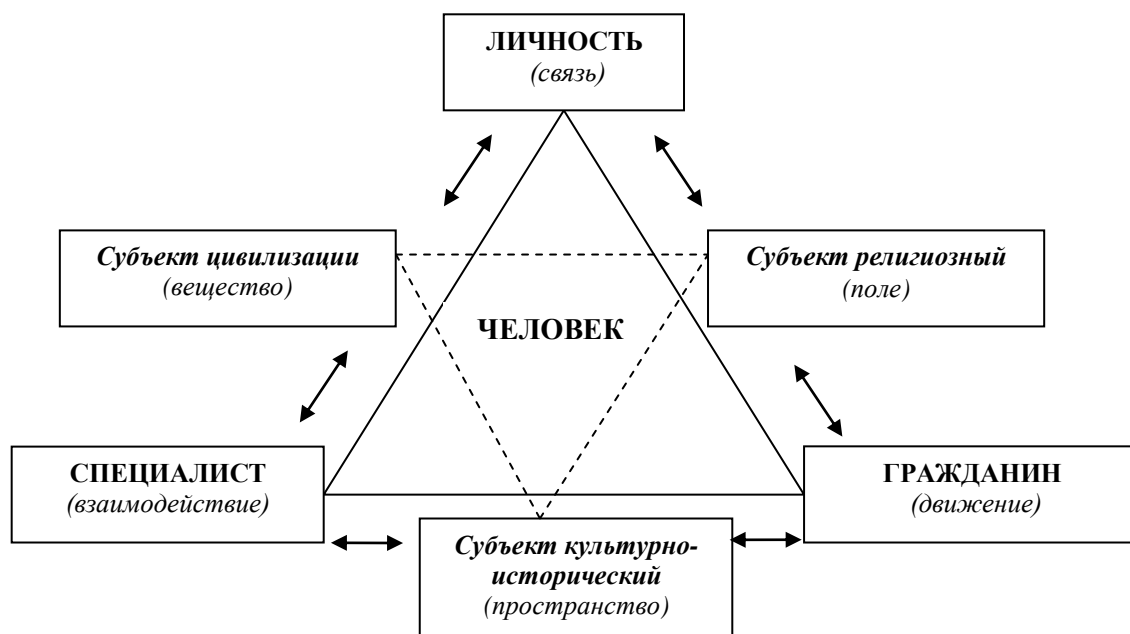 ЛИЧНОСТЬ
(связь)
Субъект цивилизации
(вещество)
Субъект религиозный
(поле)
ЧЕЛОВЕК
СПЕЦИАЛИСТ
(взаимодействие)
ГРАЖДАНИН
(движение)
Субъект культурно-
исторический
(пространство)